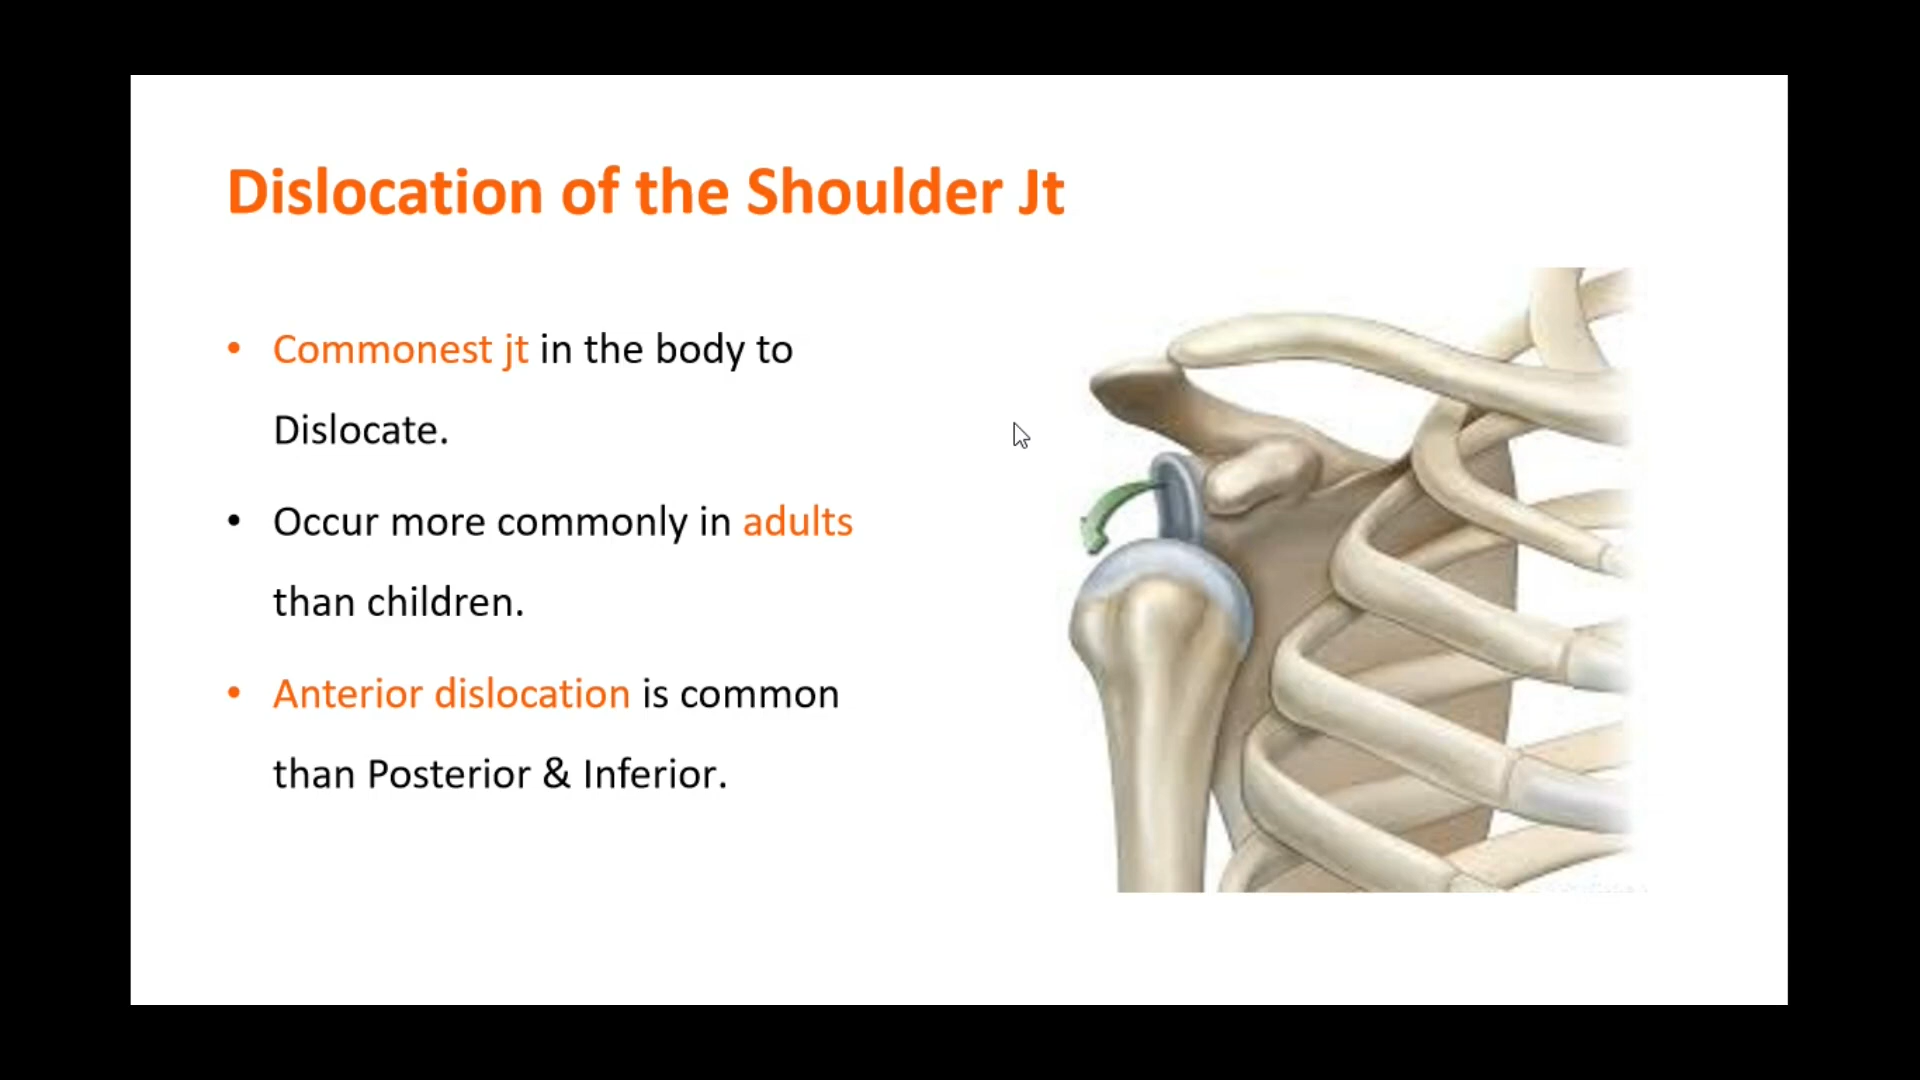 Dislocation of the Shoulder Jt
• Commonest jt in the body to
Dislocate.
• Occur more commonly in adults
than children.
• Anterior dislocation is common
than Posterior & Inferior.